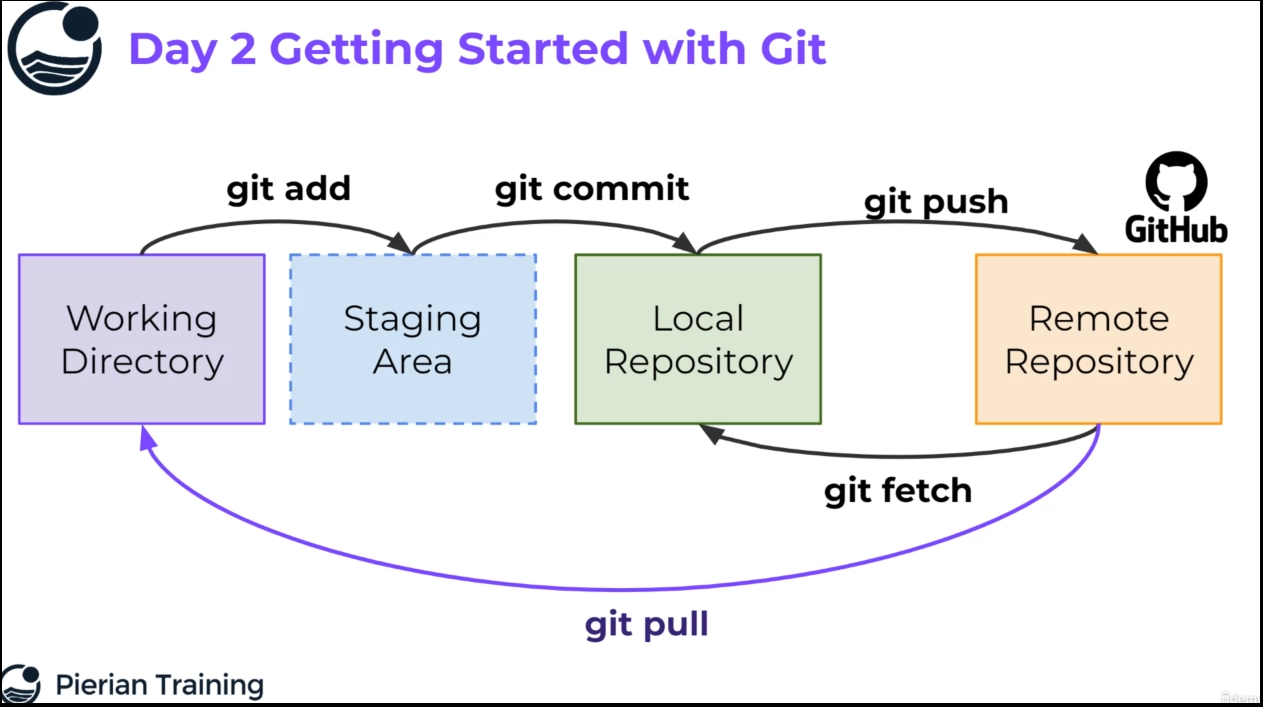 Day 2 Getting Started with Git
git add
git commit
git push
GitHub
Working
Directory
Staging
Area
Local
Repository
Remote
Repository
git fetch
git pull
Pierian Training